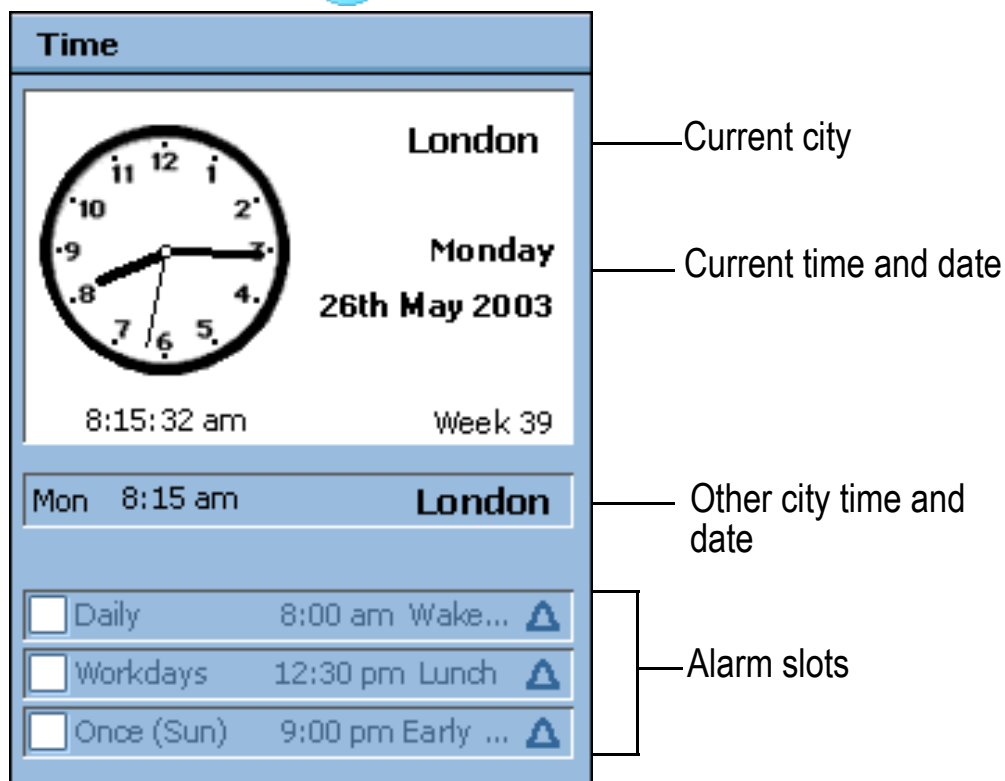 Time
London
Current city
12
11
1
10
2
9
3
8
4
7
6
5
Monday
Current time and date
26th May 2003
8:15:32 am
Week 39
Mon 8:15 am London
Other city time and
date
Daily 8:00 am Wake...
Workdays 12:30 pm Lunch
Alarm slots
Once (Sun) 9:00 pm Early ...